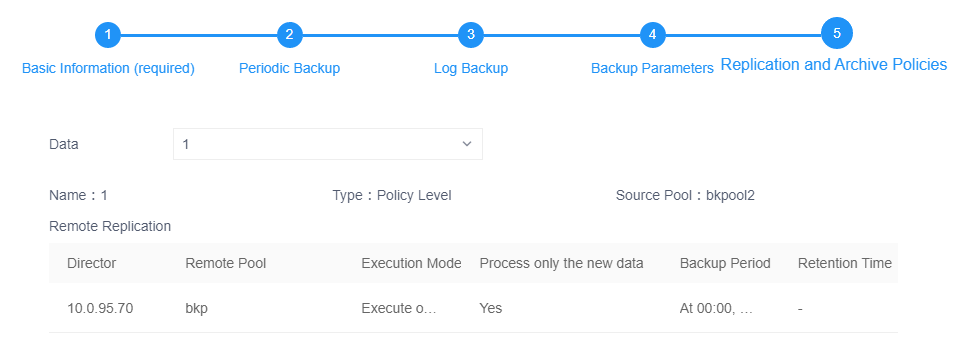 1 2 3 4 5
Basic Information (required) Periodic Backup Log Backup Backup Parameters Replication and Archive Policies
Data 1
Name : 1 Type : Policy Level Source Pool : bkpool2
Remote Replication
Director Remote Pool Execution Mode Process only the new data Backup Period Retention Time
10.0.95.70 bkp Execute o... Yes At 00:00, ... -